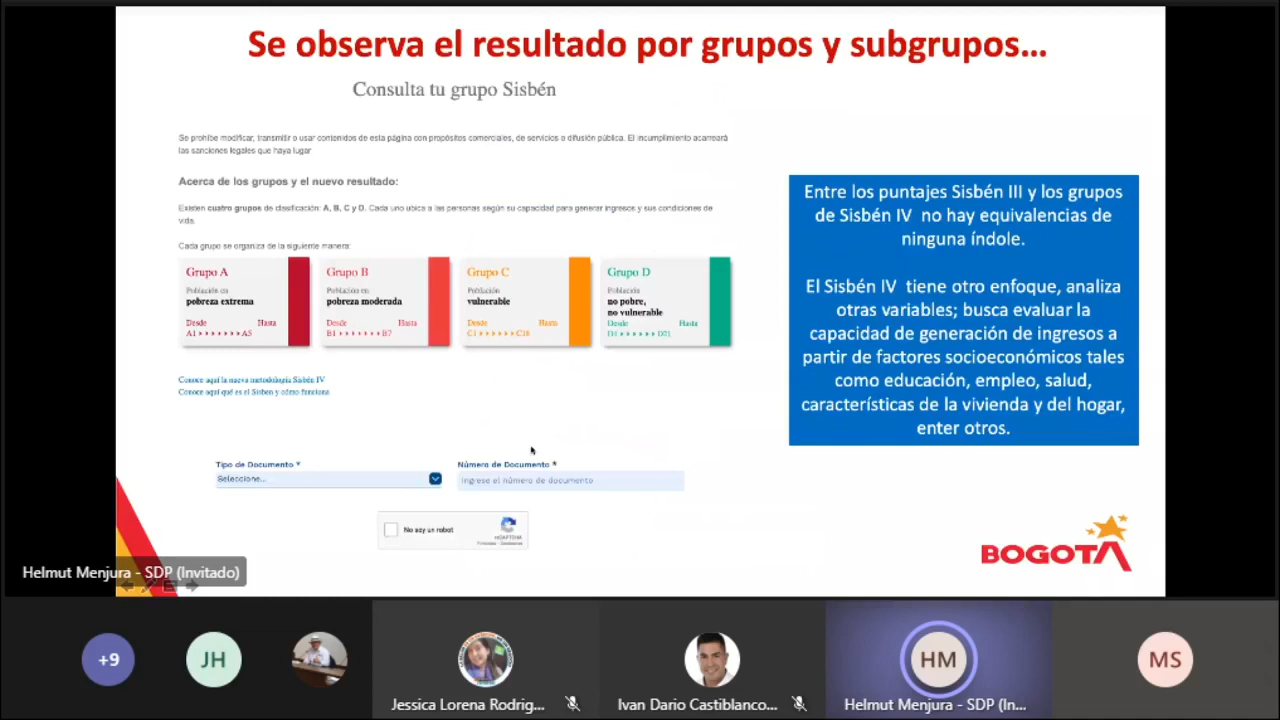 Se observa el resultado por grupos y subgrupos...
Consulta tu grupo Sisbén
Se prohíbe modificar, transmitir o usar contenidos de esta página con propósitos comerciales, de servicios o difusión pública. El incumplimiento acarreará
las sanciones legales que haya lugar
Acerca de los grupos y el nuevo resultado:
Existen cuatro grupos de clasificación: A, B, C y D. Cada uno ubica a las personas según su capacidad para generar ingresos y sus condiciones de
vida.
Cada grupo se organiza de la siguiente manera:
Grupo A
Población en
pobreza extrema
Desde Hasta
A1 A5
Grupo B
Población en
pobreza moderada
Desde Hasta
B1 B7
Grupo C
Población
vulnerable
Desde Hasta
C1 C18
Grupo D
Población
no pobre,
no vulnerable
Desde Hasta
D1 D21
Conoce aquí la nueva metodología Sisbén IV
Conoce aquí qué es el Sisben y cómo funciona
Entre los puntajes Sisbén III y los grupos
de Sisbén IV no hay equivalencias de
ninguna índole.
El Sisbén IV tiene otro enfoque, analiza
otras variables; busca evaluar la
capacidad de generación de ingresos a
partir de factores socioeconómicos tales
como educación, empleo, salud,
características de la vivienda y del hogar,
enter otros.
Tipo de Documento *
Seleccione...
Número de Documento *
Ingrese el número de documento
No soy un robot
reCAPTCHA
BOGOTA
Helmut Menjura - SDP (Invitado)
+9
JH
HM
MS
Jessica Lorena Rodrig...
Ivan Dario Castiblanco...
Helmut Menjura - SDP (In...